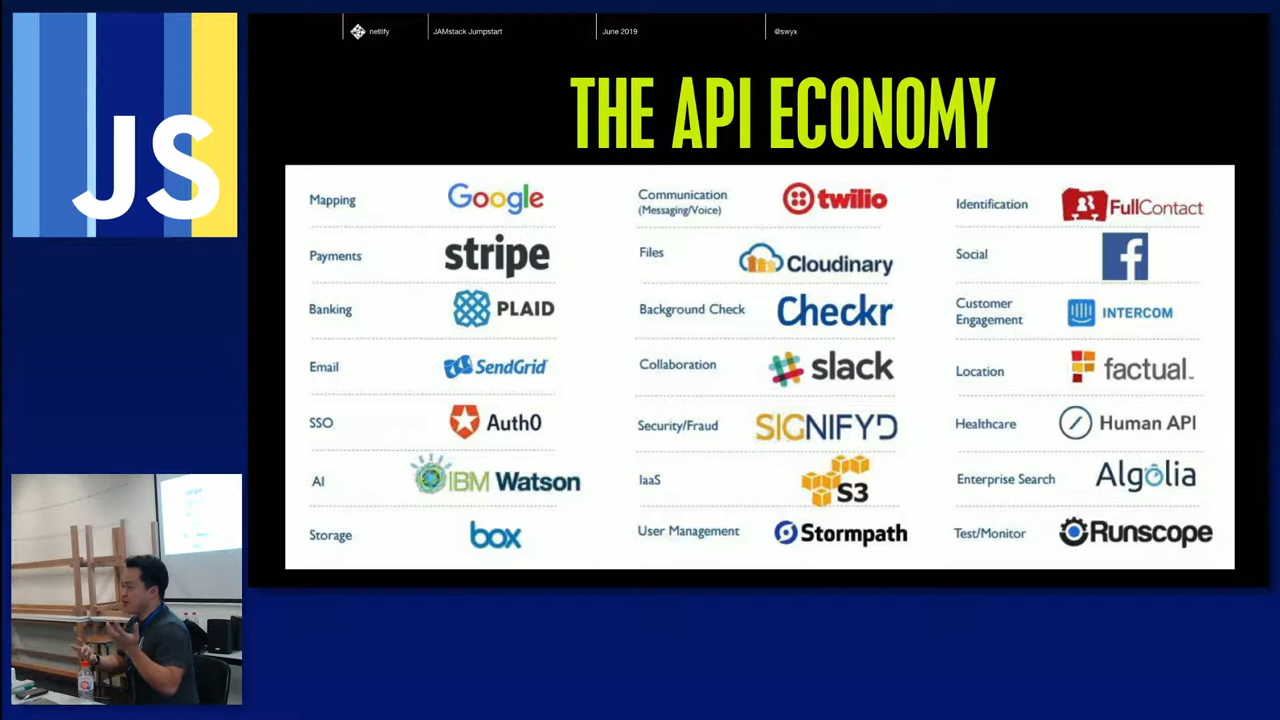 JS
netlify
JAMstack Jumpstart
June 2019
@swyx
THE API ECONOMY
Mapping
Google
Payments
stripe
Banking
PLAID
Email
SendGrid
SSO
Auth0
AI
IBM Watson
Storage
box
Communication
(Messaging/Voice)
twilio
Files
Cloudinary
Background Check
Checkr
Collaboration
slack
Security/Fraud
SIGNIFYD
IaaS
S3
User Management
Stormpath
Identification
FullContact
Social
f
Customer
Engagement
INTERCOM
Location
factual.
Healthcare
Human API
Enterprise Search
Algolia
Test/Monitor
Runscope